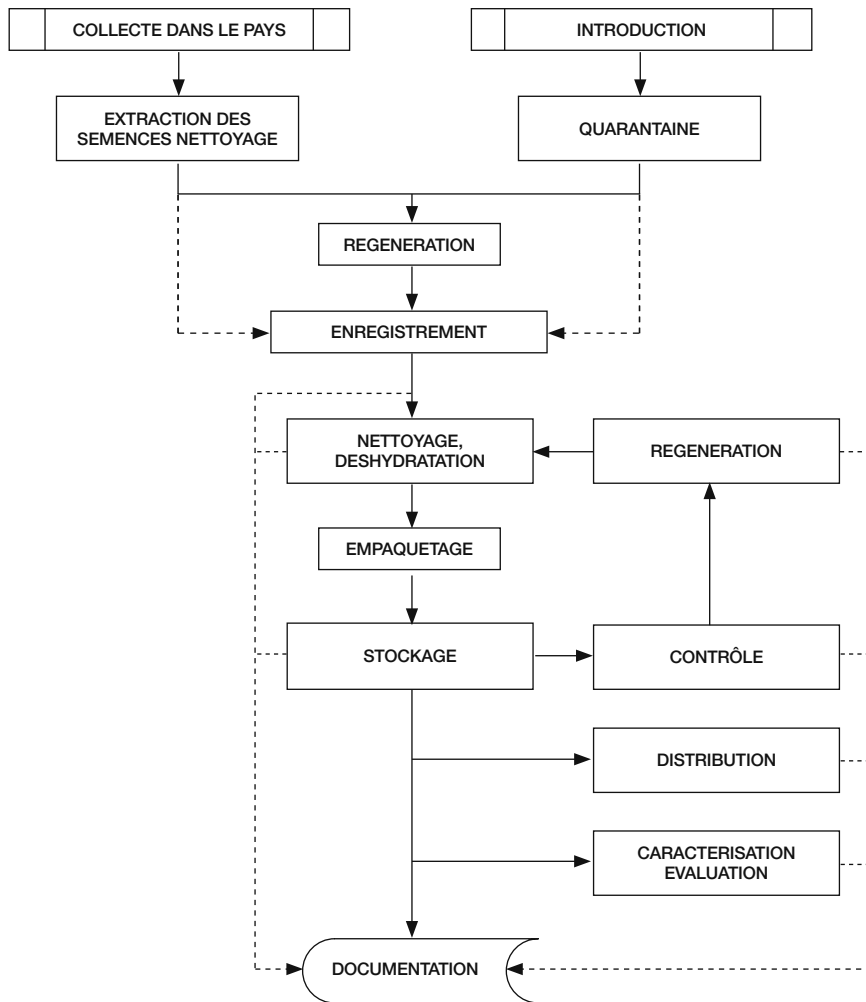 COLLECTE DANS LE PAYS
INTRODUCTION
EXTRACTION DES
SEMENCES NETTOYAGE
QUARANTAINE
REGENERATION
ENREGISTREMENT
NETTOYAGE,
DESHYDRATATION
REGENERATION
EMPAQUETAGE
STOCKAGE
CONTRÔLE
DISTRIBUTION
CARACTERISATION
EVALUATION
DOCUMENTATION